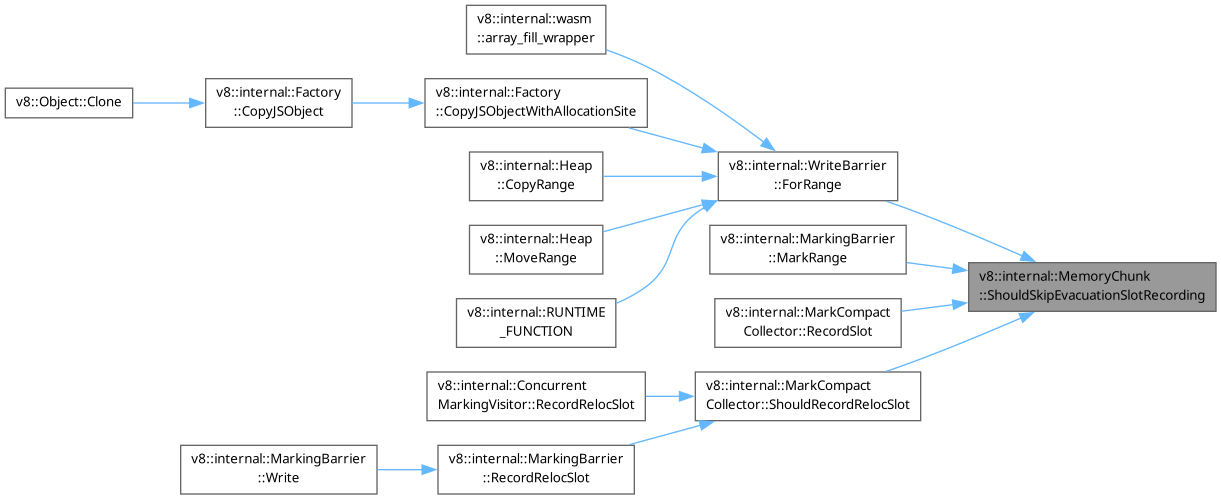 v8::internal::wasm
::array_fill_wrapper
v8::Object::Clone
v8::internal::Factory
::CopyJSObject
v8::internal::Factory
::CopyJSObjectWithAllocationSite
v8::internal::Heap
::CopyRange
v8::internal::WriteBarrier
::ForRange
v8::internal::Heap
::MoveRange
v8::internal::MarkingBarrier
::MarkRange
v8::internal::MemoryChunk
::ShouldSkipEvacuationSlotRecording
v8::internal::RUNTIME
_FUNCTION
v8::internal::MarkCompact
Collector::RecordSlot
v8::internal::Concurrent
MarkingVisitor::RecordRelocSlot
v8::internal::MarkCompact
Collector::ShouldRecordRelocSlot
v8::internal::MarkingBarrier
::Write
v8::internal::MarkingBarrier
::RecordRelocSlot